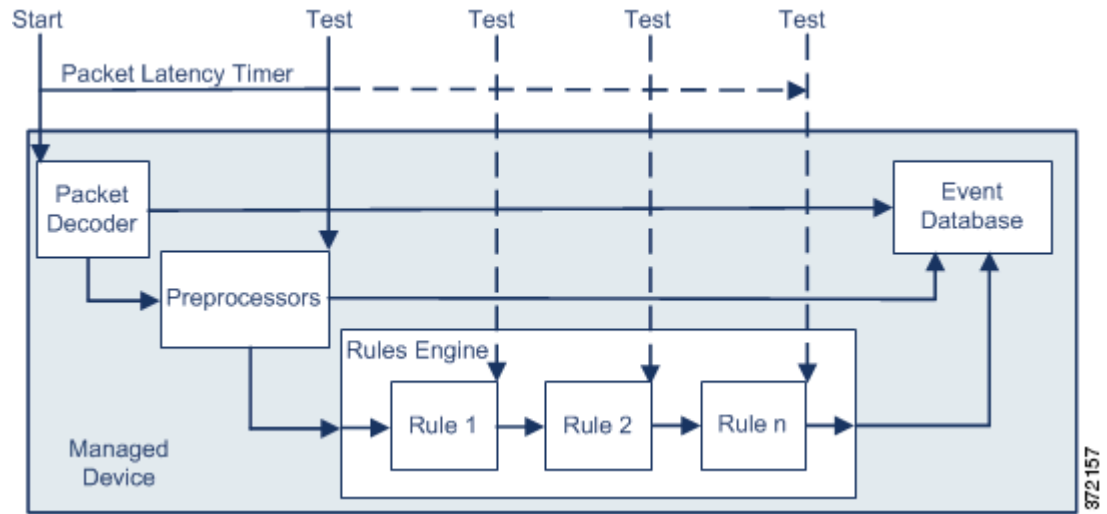 Start
Test
Test
Test
Test
Packet Latency Timer
Packet
Decoder
Event
Database
Preprocessors
Rules Engine
Rule 1
Rule 2
Rule n
Managed
Device
372157